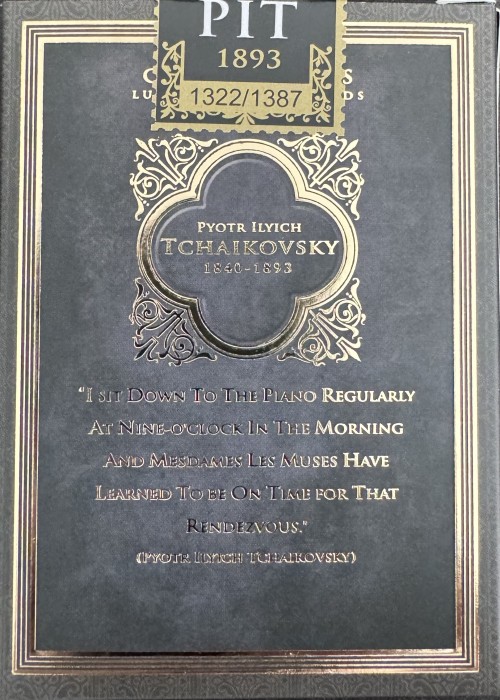 PIT
1893
1322/1387
PYOTR ILYICH
TCHAIKOVSKY
1840-1893
"I SIT DOWN TO THE PIANO REGULARLY
AT NINE-O'CLOCK IN THE MORNING
AND MESDAMES LES MUSES HAVE
LEARNED TO BE ON TIME FOR THAT
RENDEZVOUS."
(PYOTR ILYICH TCHAIKOVSKY)